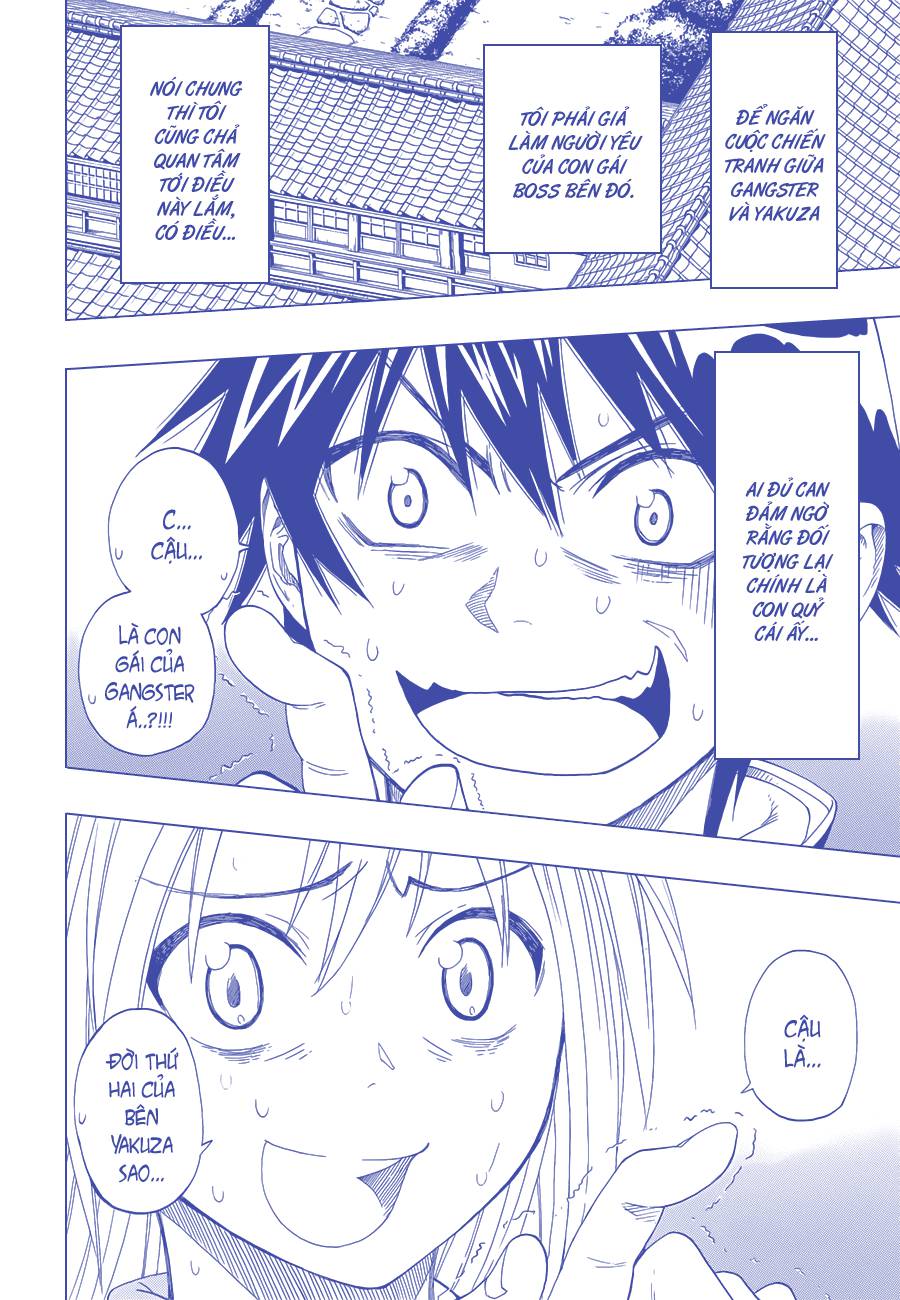 ĐỂ NGĂN
CUỘC CHIẾN
TRANH GIỮA
GANGSTER
VÀ YAKUZA
TÔI PHẢI GIẢ
LÀM NGƯỜI YÊU
CỦA CON GÁI
BOSS BÊN ĐÓ.
NÓI CHUNG
THÌ TÔI
CŨNG CHẢ
QUAN TÂM
TỚI ĐIỀU
NÀY LẮM,
CÓ ĐIỀU...
AI ĐỦ CAN
ĐẢM NGỜ
RẰNG ĐỐI
TƯỢNG LẠI
CHÍNH LÀ
CON QUỶ
CÁI ẤY...
C...
CẬU...
LÀ CON
GÁI CỦA
GANGSTER
Á..?!!!
CẬU
LÀ...
ĐỜI THỨ
HAI CỦA
BÊN
YAKUZA
SAO...